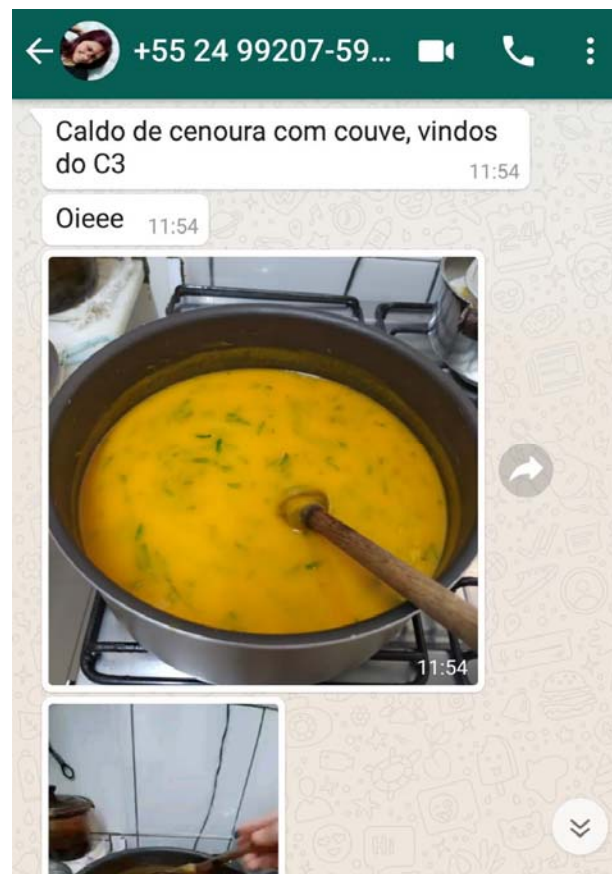 +55 24 99207-59...
Caldo de cenoura com couve, vindos
do C3
11:54
Oieee 11:54
11:54